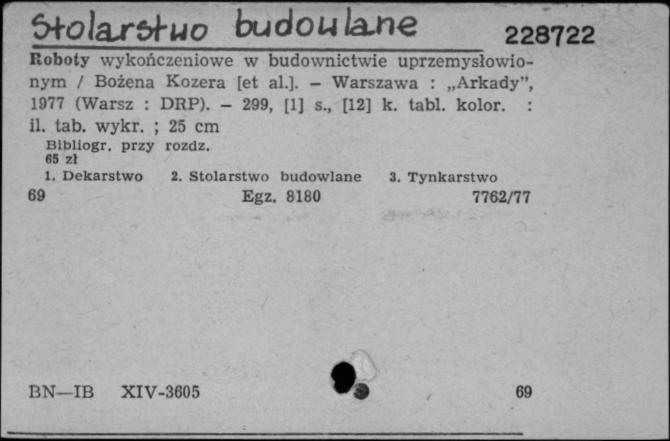 Stolarstwo budowlane
228722
Roboty wykończeniowe w budownictwie uprzemysłowio-
nym / Bożena Kozera [et al.]. — Warszawa : „Arkady”,
1977 (Warsz : DRP). — 299, [1] s., [12] k. tabl. kolor. :
il. tab. wykr. ; 25 cm
Bibliogr. przy rozdz.
65 zł
1. Dekarstwo 2. Stolarstwo budowlane 3. Tynkarstwo
69 Egz. 8180 7762/77
BN—IB XIV-3605 69